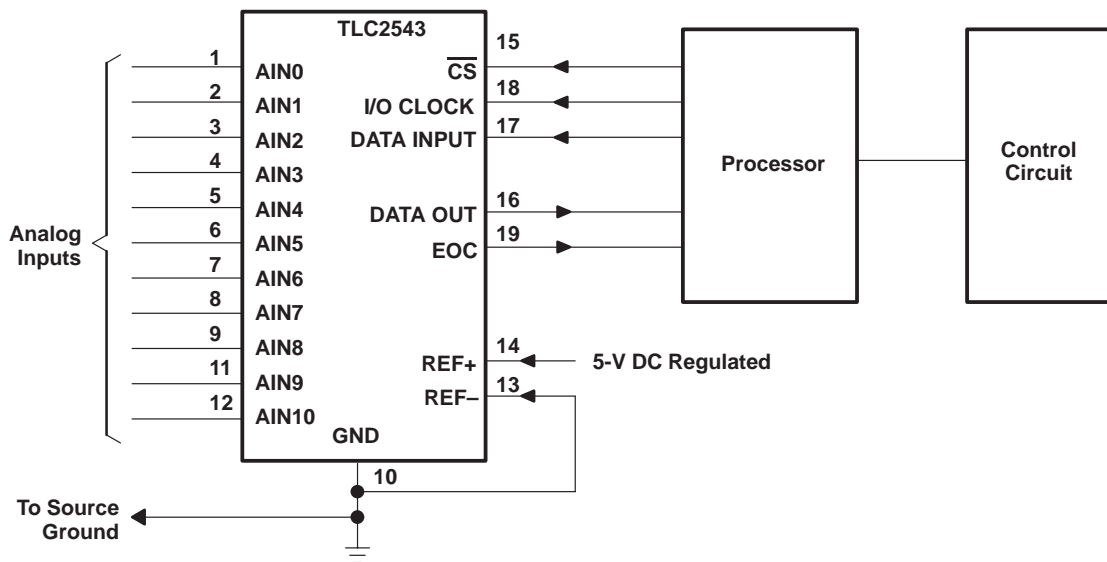 TLC2543
Analog
Inputs
1
AIN0
2
AIN1
3
AIN2
4
AIN3
5
AIN4
6
AIN5
7
AIN6
8
AIN7
9
AIN8
11
AIN9
12
AIN10
15
CS
18
I/O CLOCK
17
DATA INPUT
16
DATA OUT
19
EOC
14
REF+
5-V DC Regulated
13
REF–
GND
10
To Source
Ground
Processor
Control
Circuit